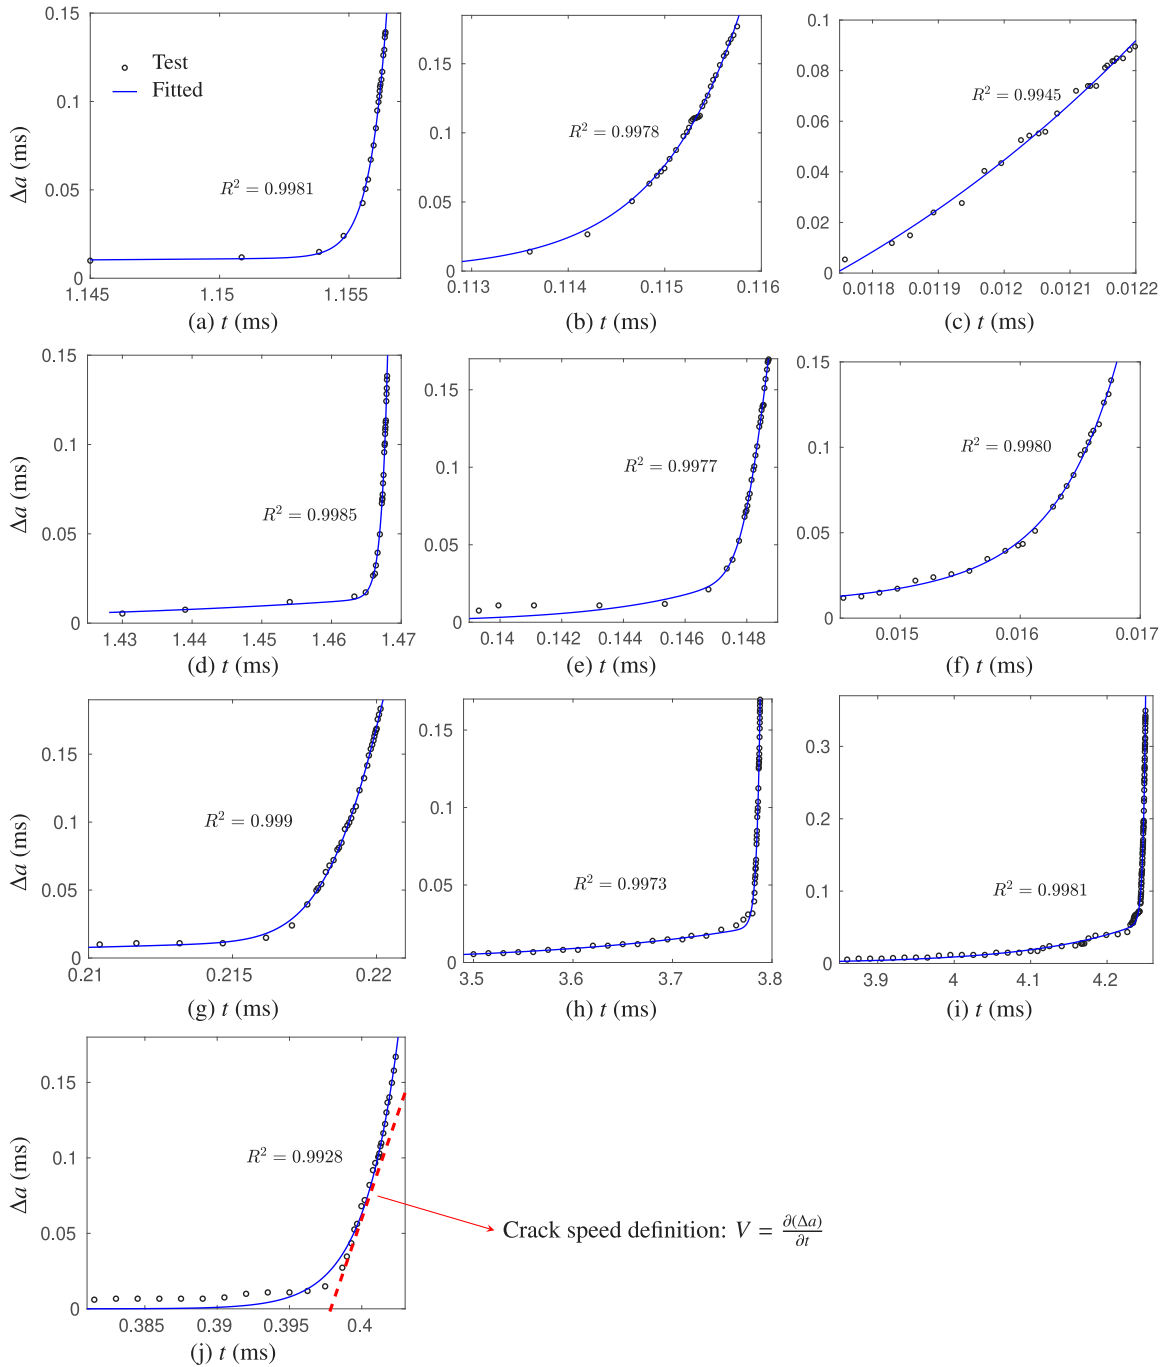 0.15
0.1
0.05
0
Δa (ms)
Test
Fitted
R² = 0.9981
1.145 1.15 1.155
(a) t (ms)
0.15
0.1
0.05
0
R² = 0.9978
0.113 0.114 0.115 0.116
(b) t (ms)
0.1
0.08
0.06
0.04
0.02
0
R² = 0.9945
0.0118 0.0119 0.012 0.0121 0.0122
(c) t (ms)
0.15
0.1
0.05
0
Δa (ms)
R² = 0.9985
1.43 1.44 1.45 1.46 1.47
(d) t (ms)
0.15
0.1
0.05
0
R² = 0.9977
0.14 0.142 0.144 0.146 0.148
(e) t (ms)
0.15
0.1
0.05
0
R² = 0.9980
0.015 0.016 0.017
(f) t (ms)
0.15
0.1
0.05
0
Δa (ms)
R² = 0.999
0.21 0.215 0.22
(g) t (ms)
0.15
0.1
0.05
0
R² = 0.9973
3.5 3.6 3.7 3.8
(h) t (ms)
0.3
0.2
0.1
0
R² = 0.9981
3.9 4 4.1 4.2
(i) t (ms)
0.15
0.1
0.05
0
Δa (ms)
R² = 0.9928
0.385 0.39 0.395 0.4
(j) t (ms)
Crack speed definition: V = ∂(Δa)/∂t